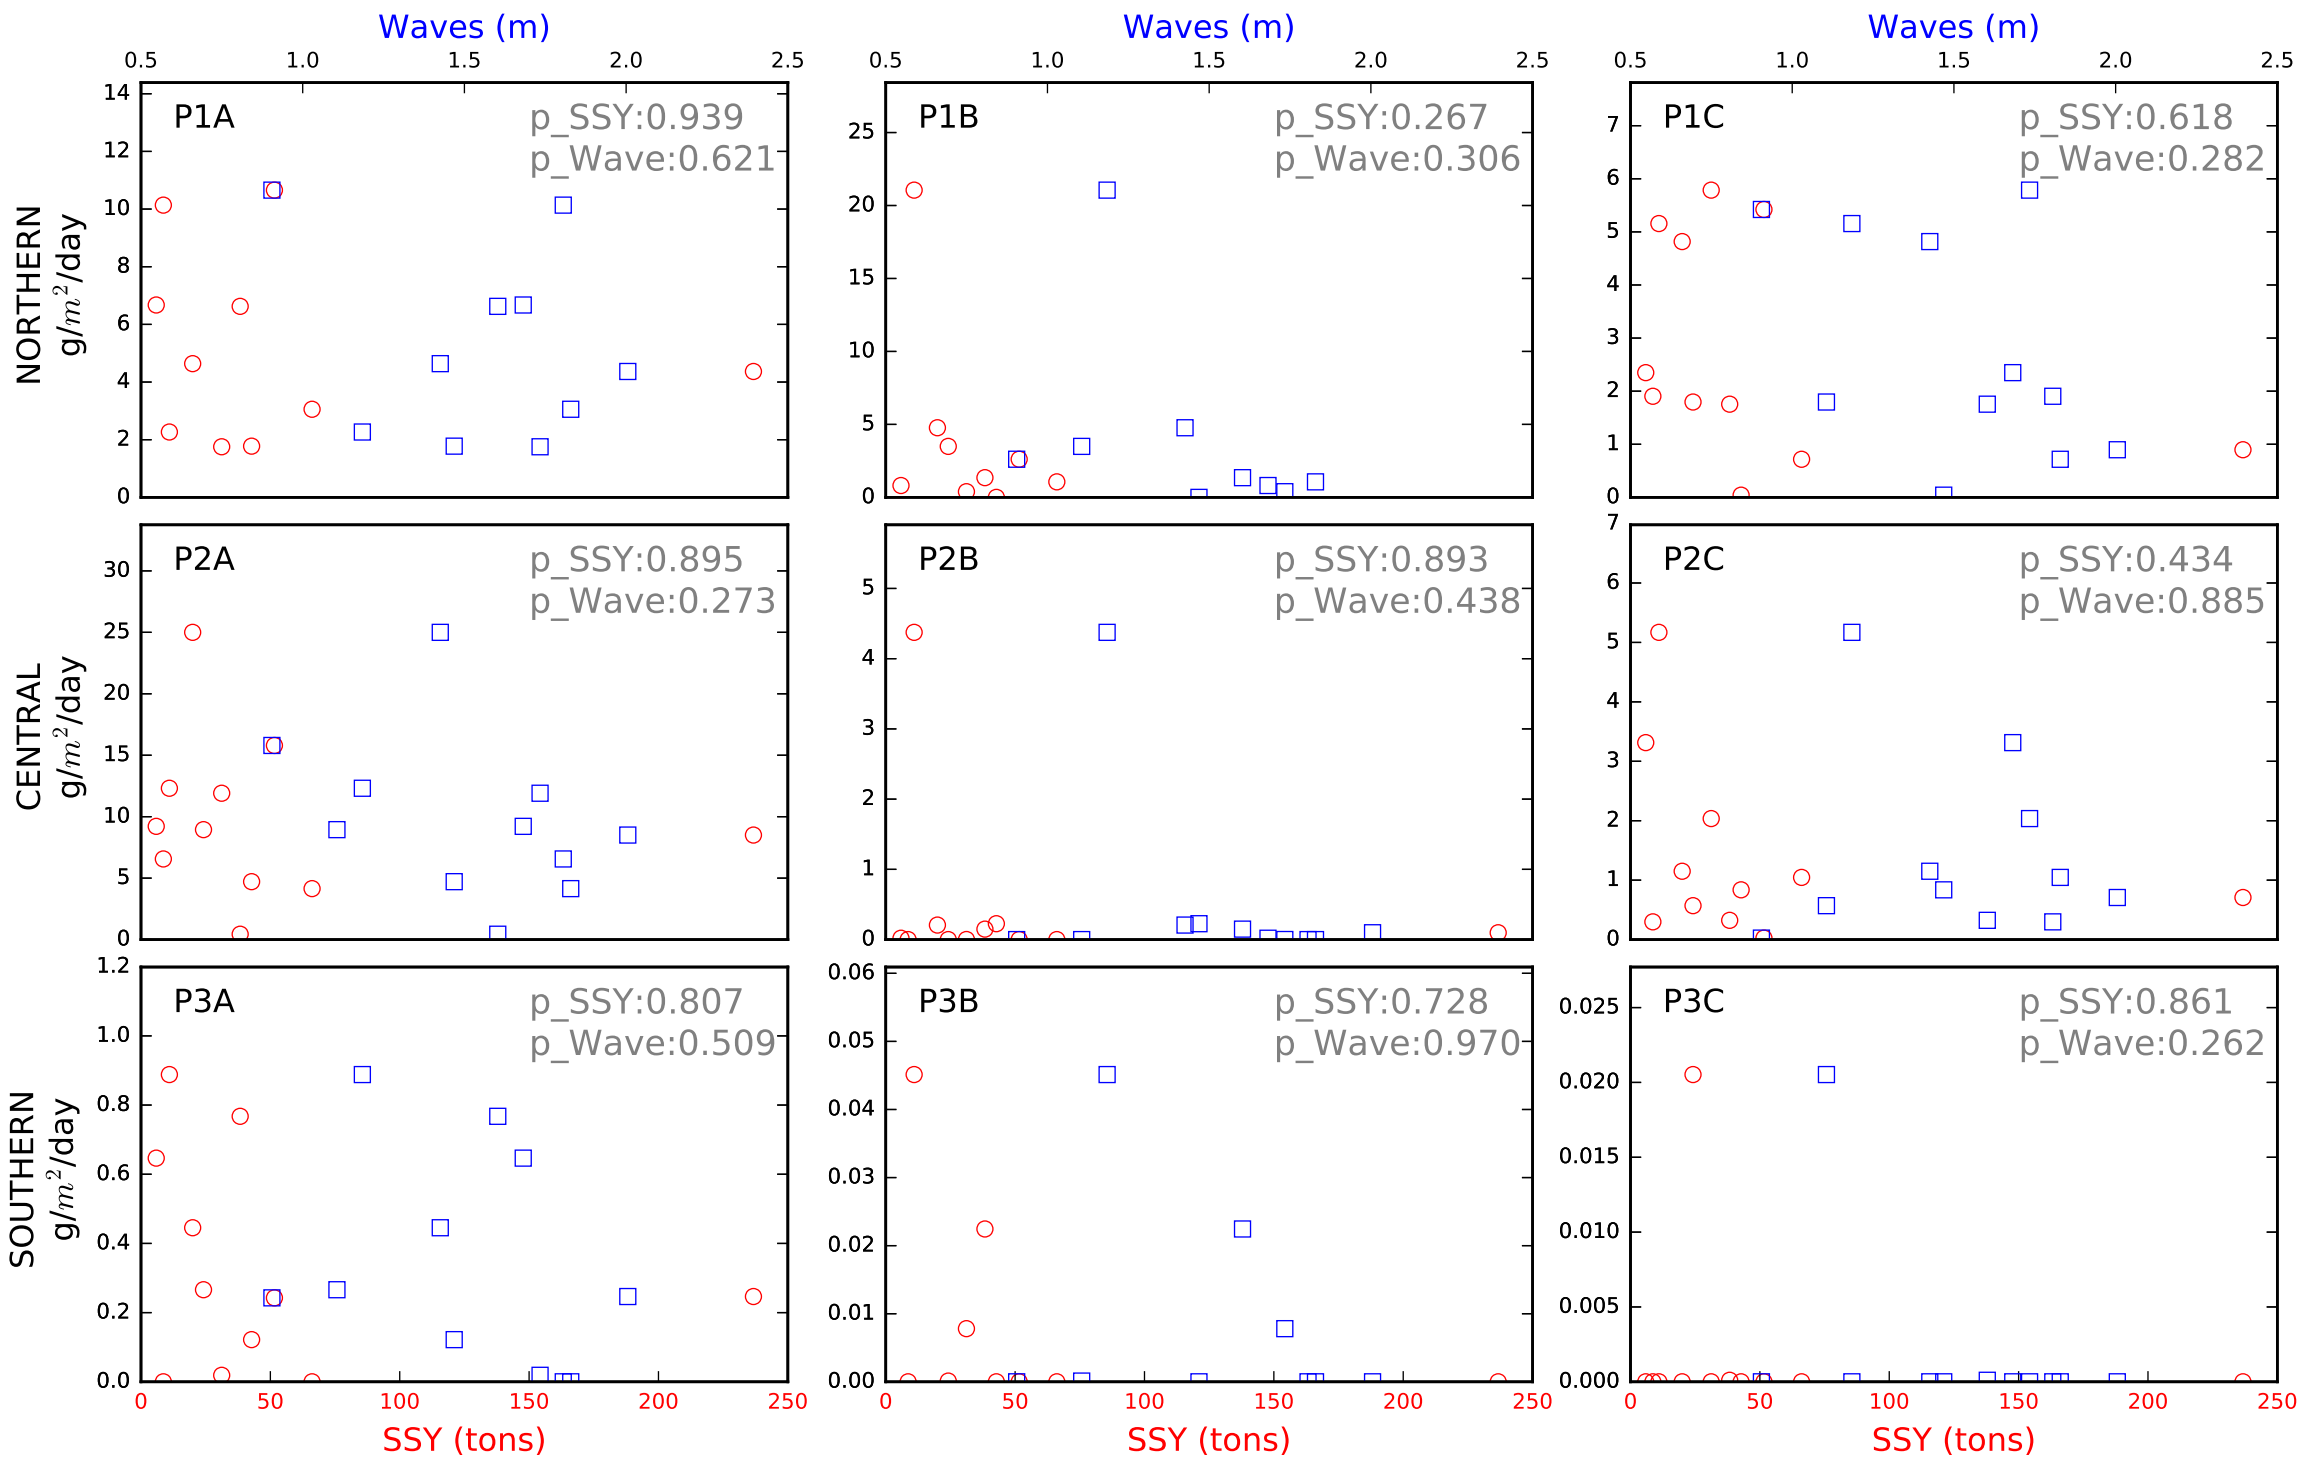 Waves (m) Waves (m) Waves (m)
0.5 1.0 1.5 2.0 2.5 0.5 1.0 1.5 2.0 2.5 0.5 1.0 1.5 2.0 2.5
NORTHERN
g/m²/day
P1A
p_SSY:0.939
p_Wave:0.621
14
12
10
8
6
4
2
0
P1B
p_SSY:0.267
p_Wave:0.306
25
20
15
10
5
0
P1C
p_SSY:0.618
p_Wave:0.282
7
6
5
4
3
2
1
0
CENTRAL
g/m²/day
P2A
p_SSY:0.895
p_Wave:0.273
30
25
20
15
10
5
0
P2B
p_SSY:0.893
p_Wave:0.438
5
4
3
2
1
0
P2C
p_SSY:0.434
p_Wave:0.885
7
6
5
4
3
2
1
0
SOUTHERN
g/m²/day
P3A
p_SSY:0.807
p_Wave:0.509
1.2
1.0
0.8
0.6
0.4
0.2
0.0
P3B
p_SSY:0.728
p_Wave:0.970
0.06
0.05
0.04
0.03
0.02
0.01
0.00
P3C
p_SSY:0.861
p_Wave:0.262
0.025
0.020
0.015
0.010
0.005
0.000
0 50 100 150 200 250 0 50 100 150 200 250 0 50 100 150 200 250
SSY (tons) SSY (tons) SSY (tons)